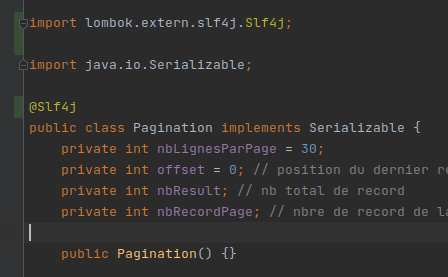 import lombok.extern.slf4j.Slf4j;
import java.io.Serializable;
@Slf4j
public class Pagination implements Serializable {
private int nbLignesParPage = 30;
private int offset = 0; // position du dernier
private int nbResult; // nb total de record
private int nbRecordPage; // nbre de record de
public Pagination() {}